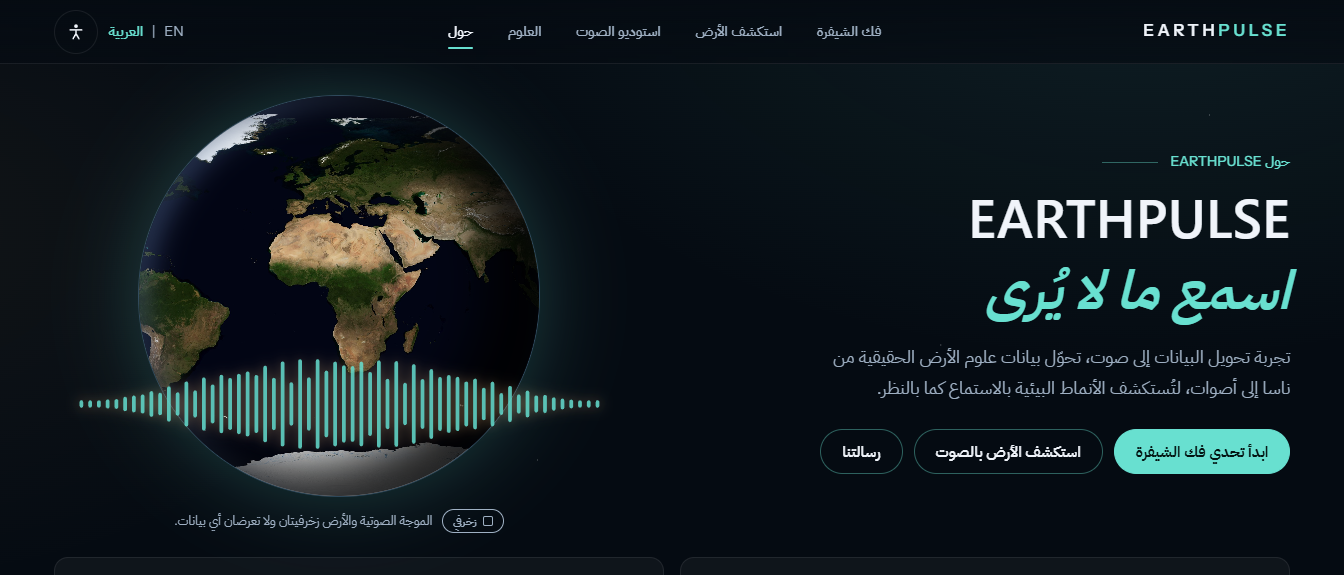 EARTHPULSE
فك الشيفرة
استكشف الأرض
استوديو الصوت
العلوم
حول
العربية | EN
حول EARTHPULSE
EARTHPULSE
اسمع ما لا يُرى
تجربة تحويل البيانات إلى صوت، تحوّل بيانات علوم الأرض الحقيقية من
ناسا إلى أصوات، لتُستكشف الأنماط البيئية بالاستماع كما بالنظر.
ابدأ تحدي فك الشيفرة
استكشف الأرض بالصوت
رسالتنا
زخرفي
الموجة الصوتية والأرض زخرفيتان ولا تعرضان أي بيانات.